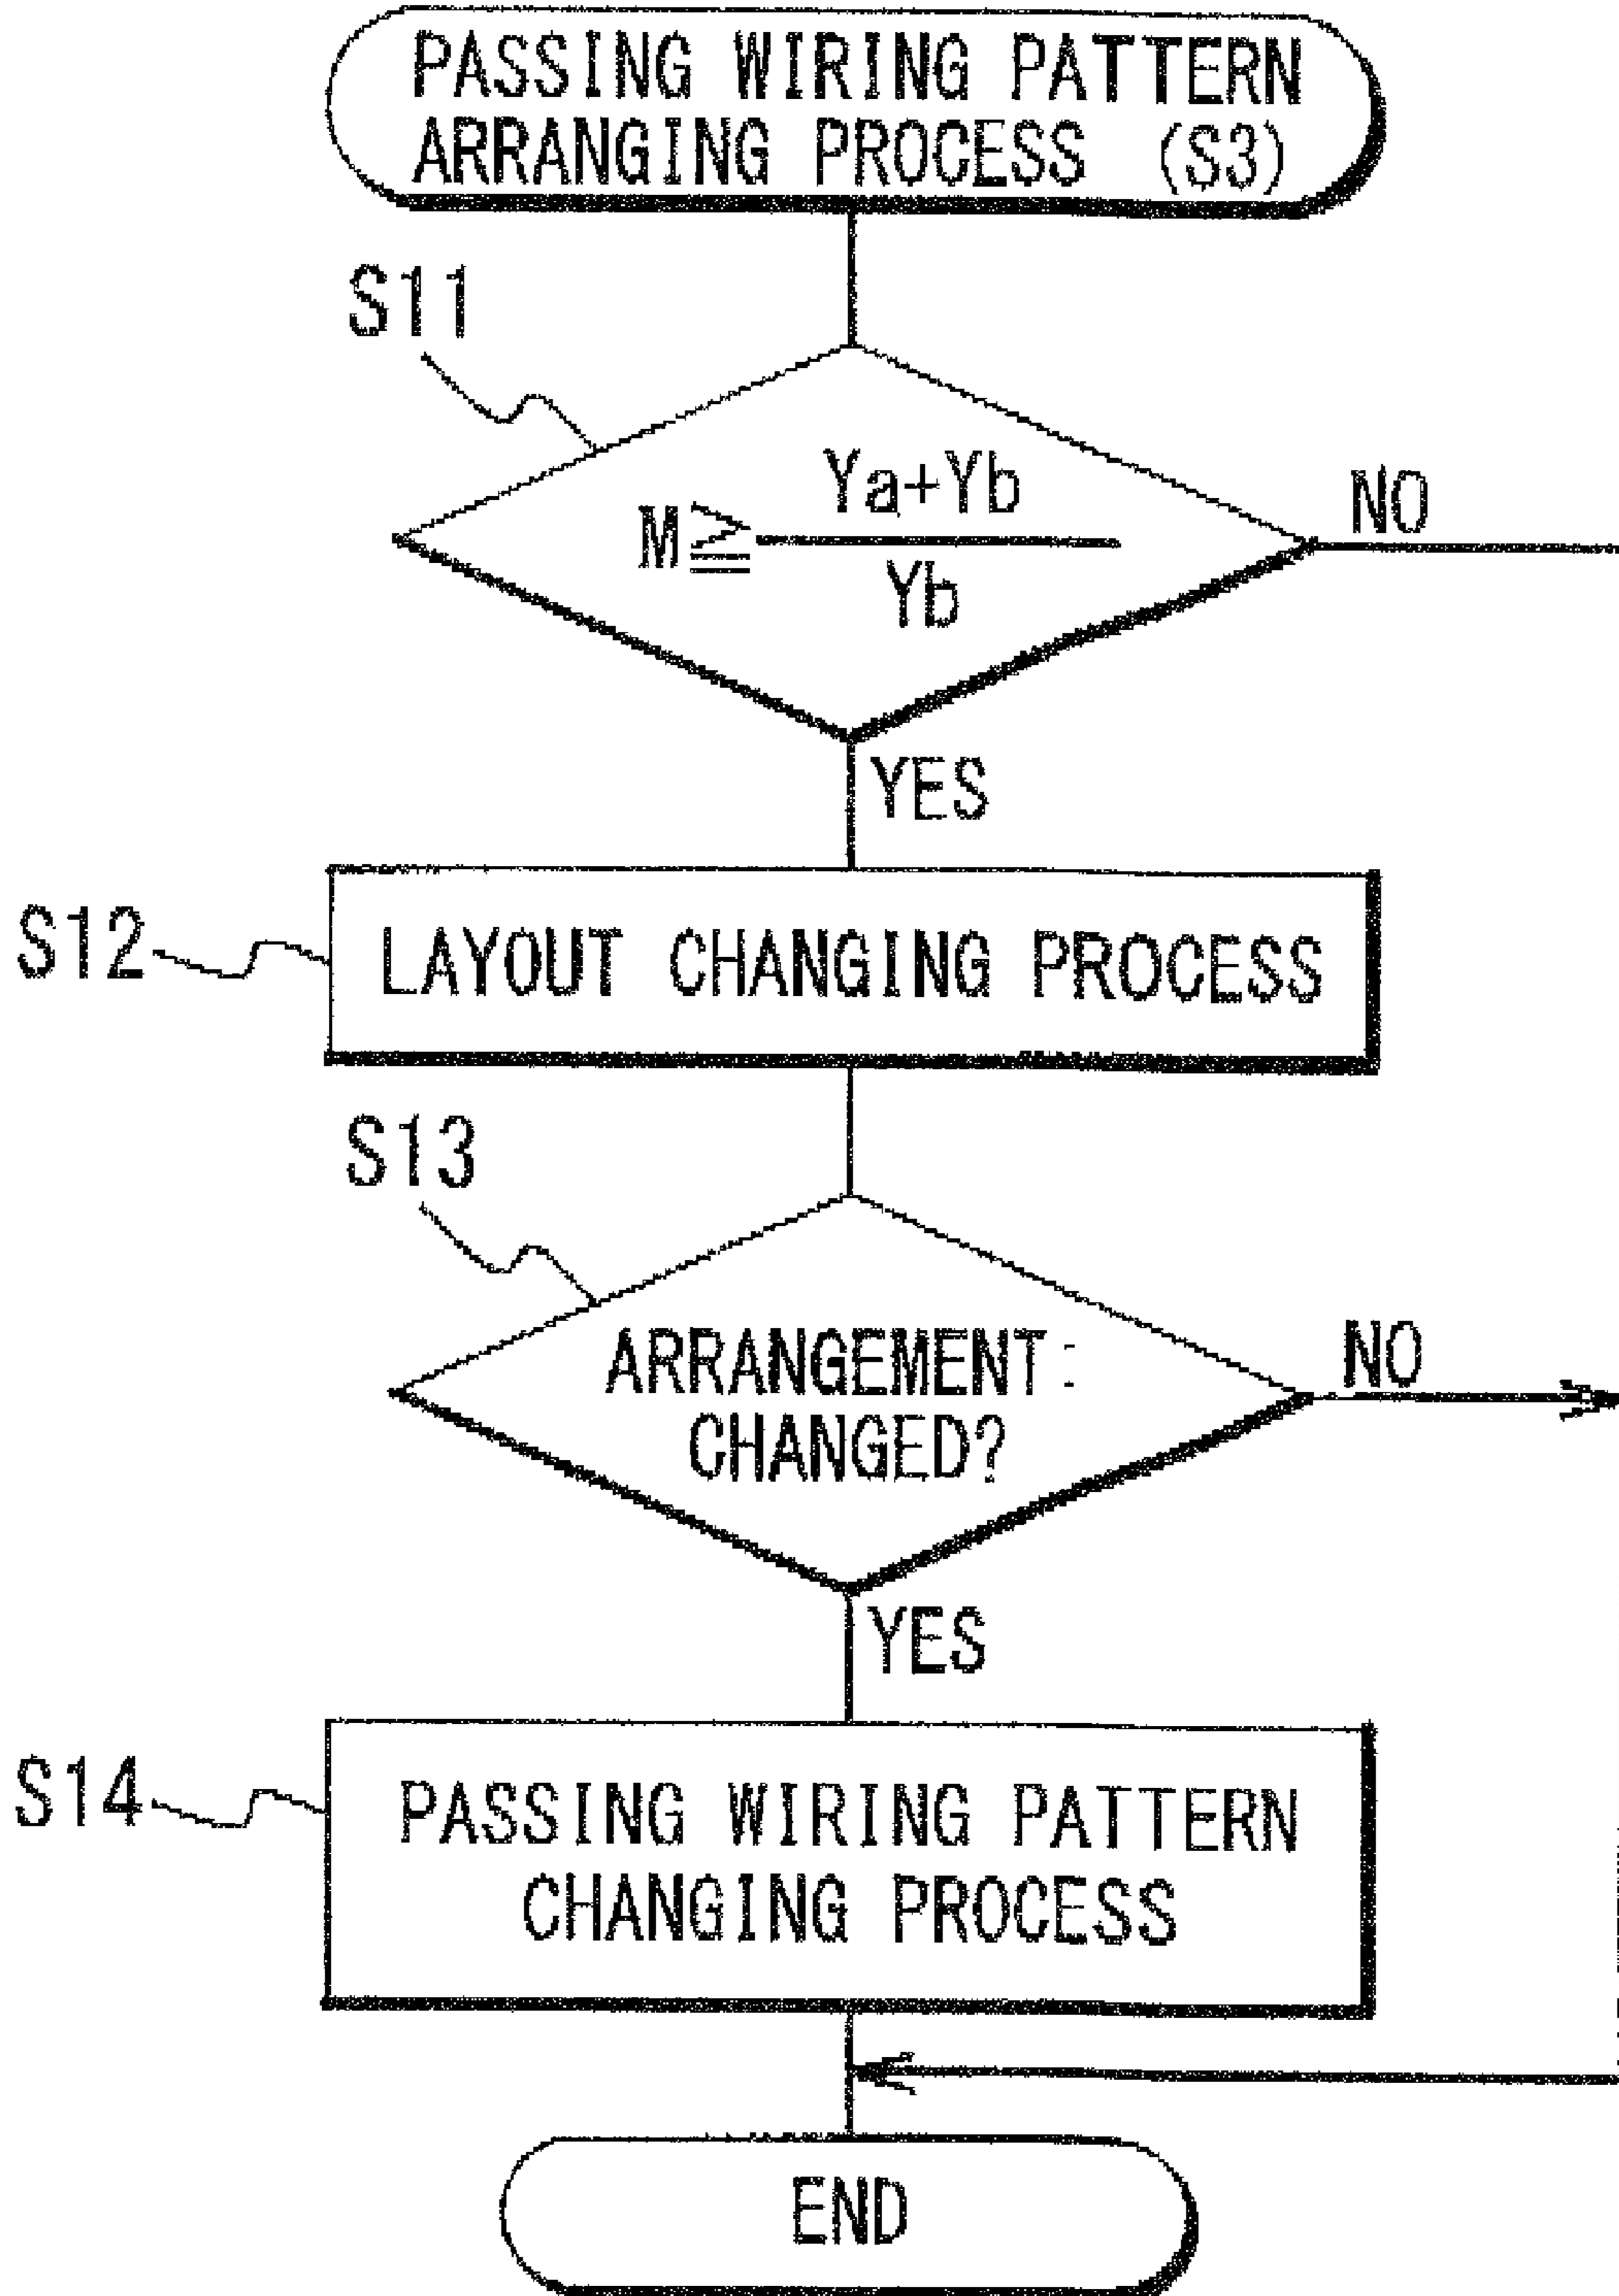 PASSING WIRING PATTERN
ARRANGING PROCESS (S3)
S11
M≧
Ya+Yb
Yb
NO
YES
S12
LAYOUT CHANGING PROCESS
S13
ARRANGEMENT
CHANGED?
NO
YES
S14
PASSING WIRING PATTERN
CHANGING PROCESS
END